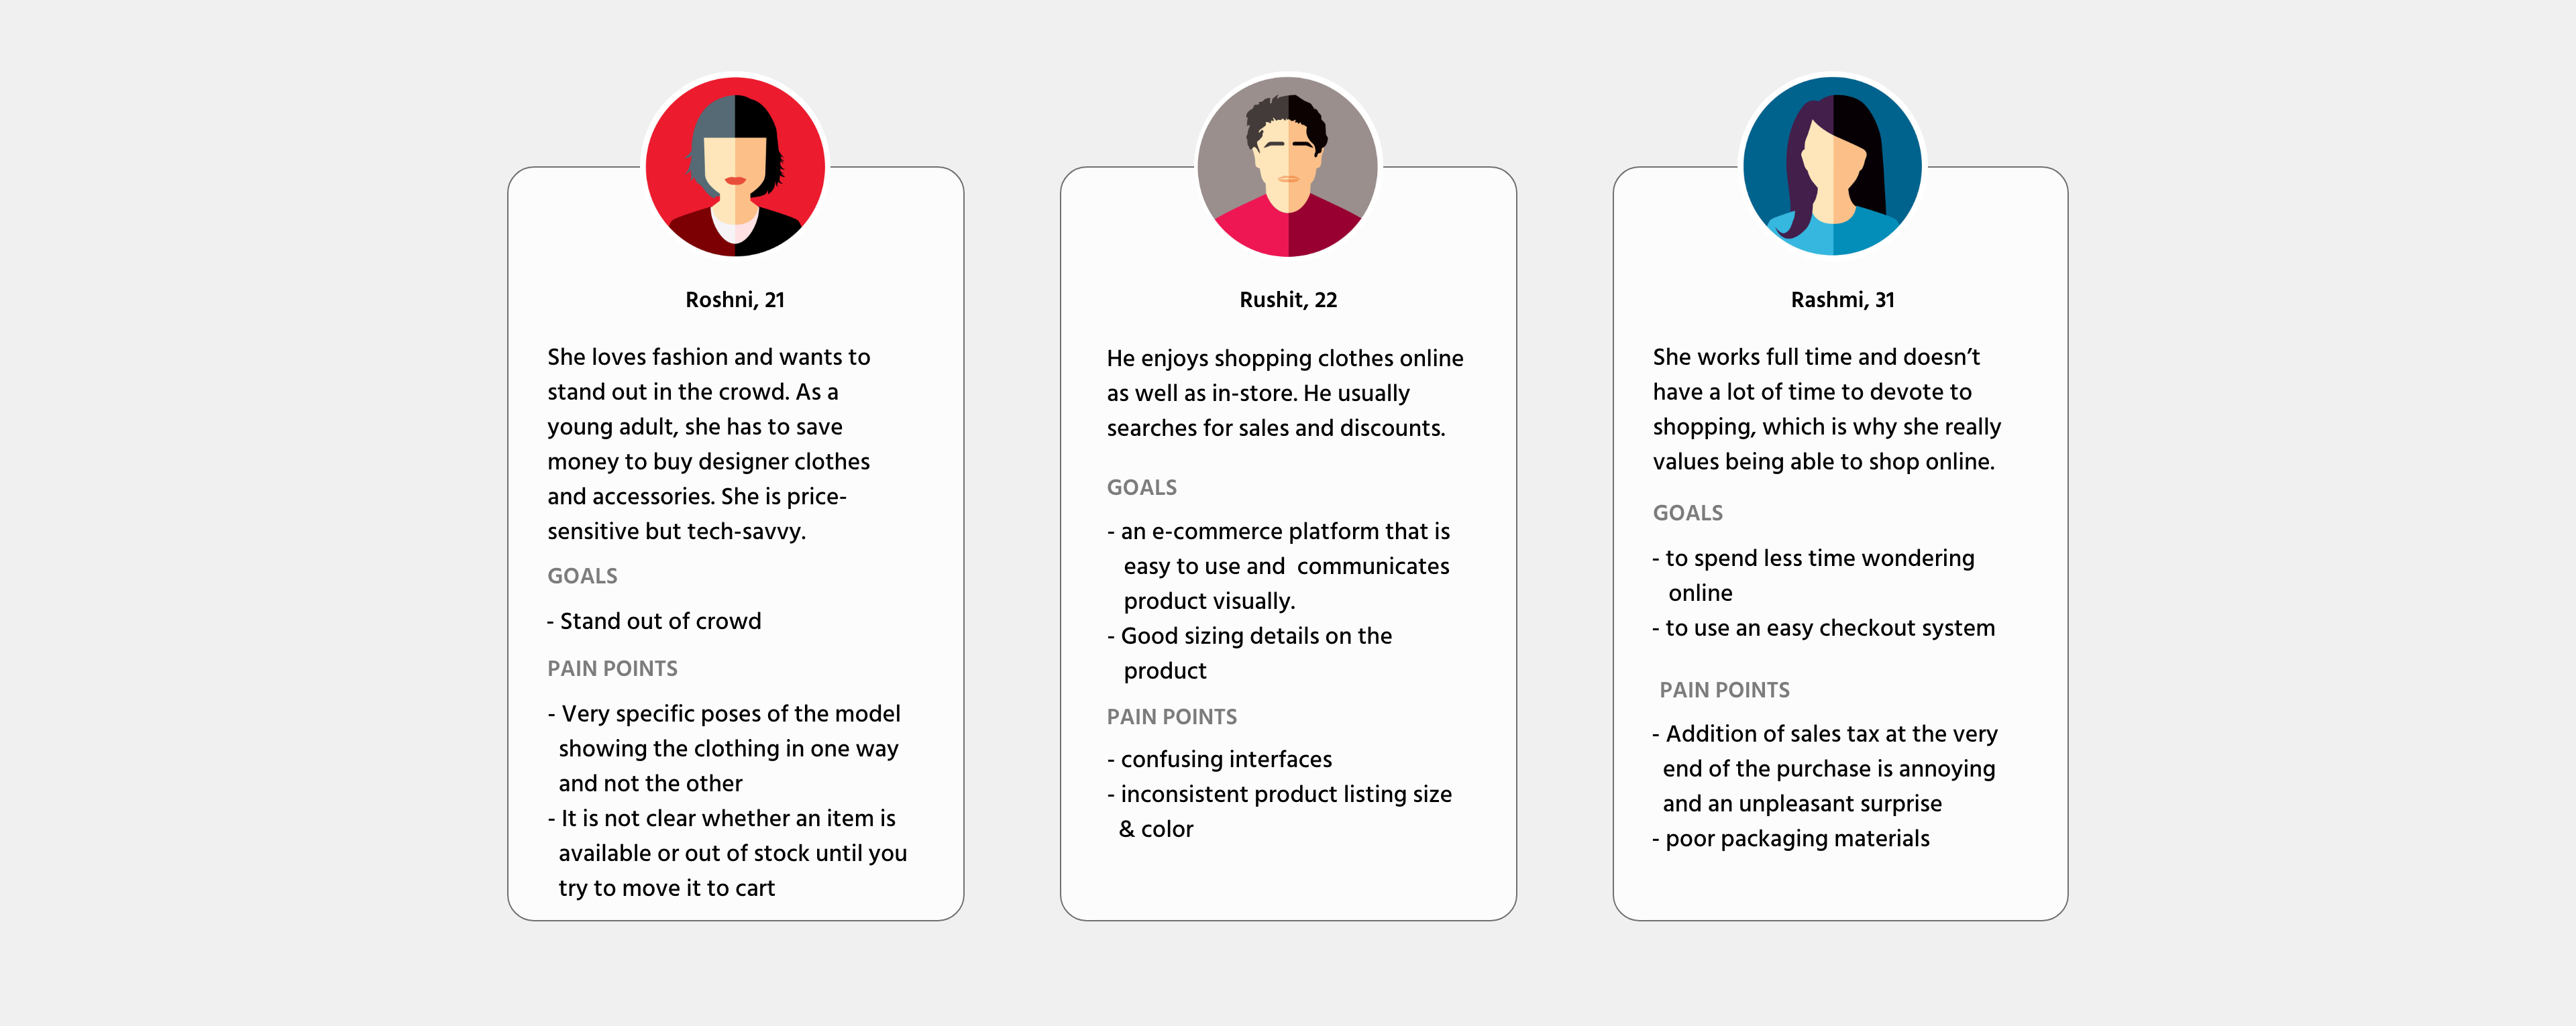 Roshni, 21
She loves fashion and wants to
stand out in the crowd. As a
young adult, she has to save
money to buy designer clothes
and accessories. She is price-
sensitive but tech-savvy.
GOALS
- Stand out of crowd
PAIN POINTS
- Very specific poses of the model
showing the clothing in one way
and not the other
- It is not clear whether an item is
available or out of stock until you
try to move it to cart
Rushit, 22
He enjoys shopping clothes online
as well as in-store. He usually
searches for sales and discounts.
GOALS
- an e-commerce platform that is
easy to use and  communicates
product visually.
- Good sizing details on the
product
PAIN POINTS
- confusing interfaces
- inconsistent product listing size
& color
Rashmi, 31
She works full time and doesn’t
have a lot of time to devote to
shopping, which is why she really
values being able to shop online.
GOALS
- to spend less time wondering
online
- to use an easy checkout system
PAIN POINTS
- Addition of sales tax at the very
end of the purchase is annoying
and an unpleasant surprise
- poor packaging materials